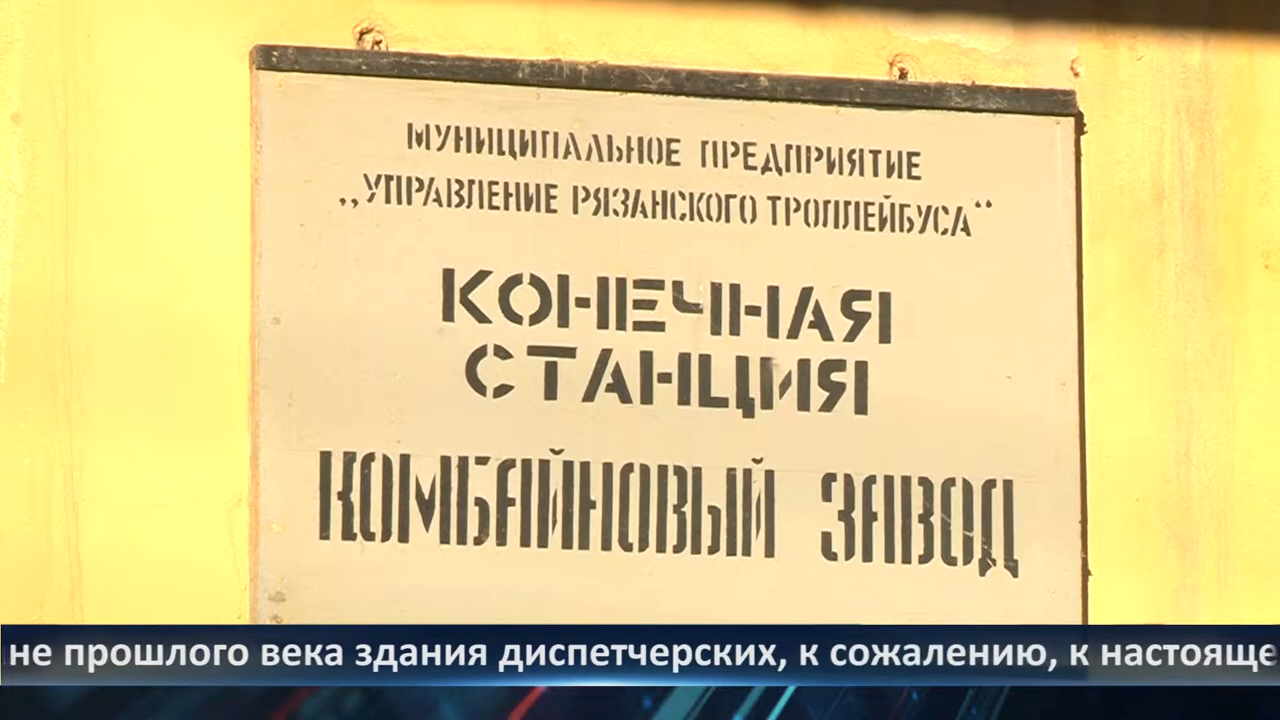 МУНИЦИПАЛЬНОЕ ПРЕДПРИЯТИЕ
,,УПРАВЛЕНИЕ РЯЗАНСКОГО ТРОЛЛЕЙБУСА“
КОНЕЧНАЯ
СТАНЦИЯ
КОМБАЙНОВЫЙ ЗАВОД
не прошлого века здания диспетчерских, к сожалению, к настояще